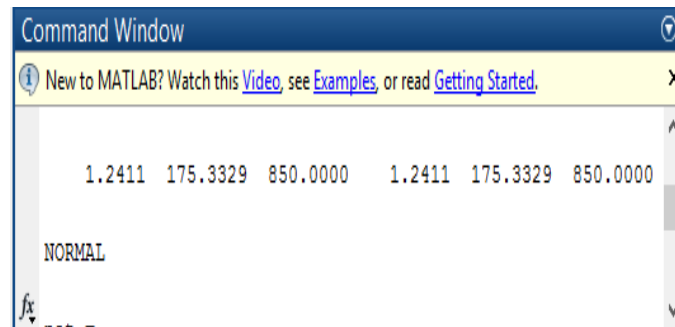 Command Window
New to MATLAB? Watch this Video, see Examples, or read Getting Started.
1.2411 175.3329 850.0000 1.2411 175.3329 850.0000
NORMAL
fx